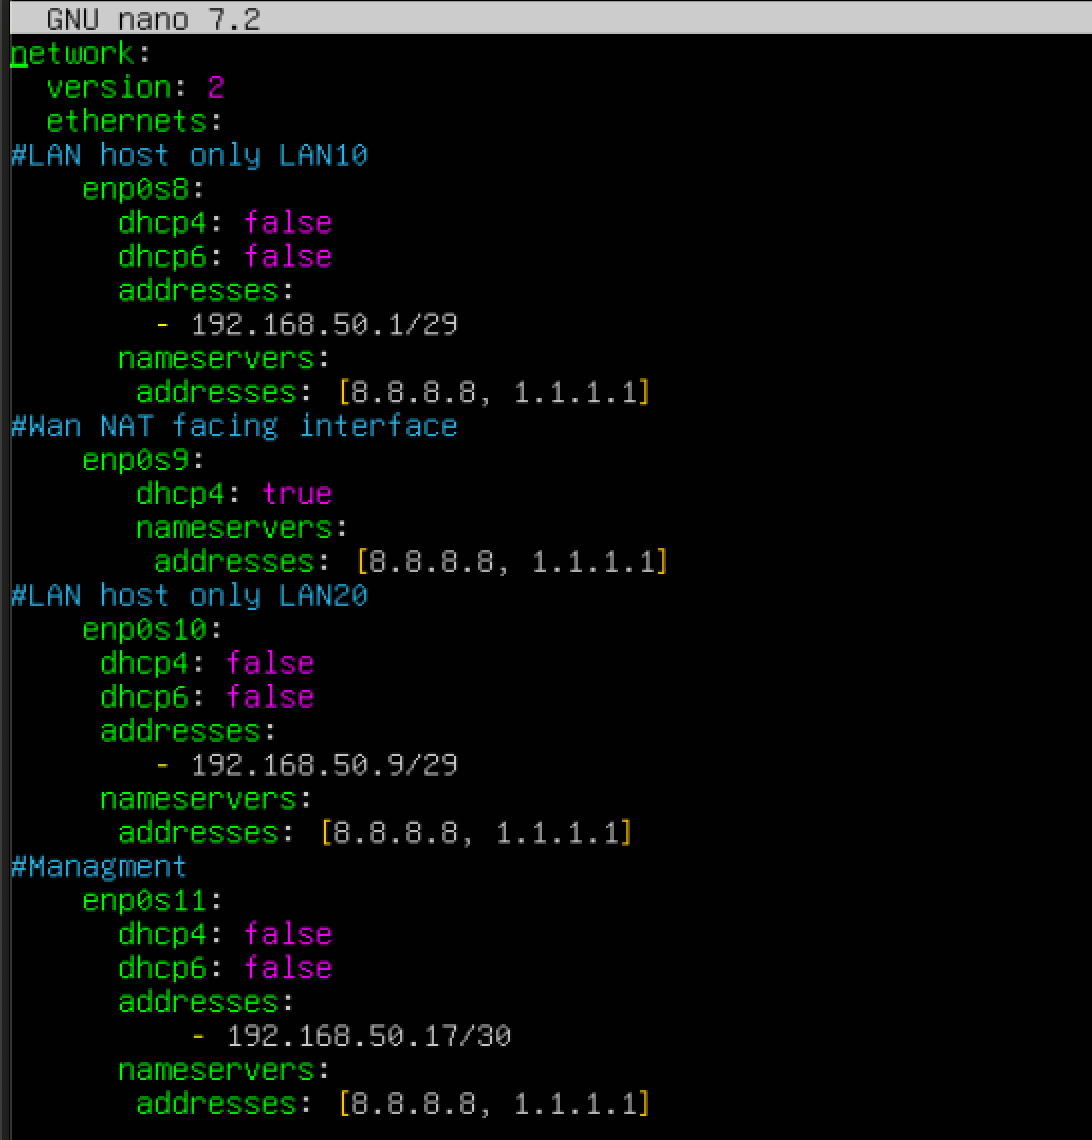 GNU nano 7.2
network:
  version: 2
  ethernets:
#LAN host only LAN10
    enp0s8:
      dhcp4: false
      dhcp6: false
      addresses:
        - 192.168.50.1/29
      nameservers:
       addresses: [8.8.8.8, 1.1.1.1]
#Wan NAT facing interface
    enp0s9:
       dhcp4: true
       nameservers:
        addresses: [8.8.8.8, 1.1.1.1]
#LAN host only LAN20
    enp0s10:
     dhcp4: false
     dhcp6: false
     addresses:
        - 192.168.50.9/29
     nameservers:
      addresses: [8.8.8.8, 1.1.1.1]
#Managment
    enp0s11:
      dhcp4: false
      dhcp6: false
      addresses:
          - 192.168.50.17/30
      nameservers:
       addresses: [8.8.8.8, 1.1.1.1]